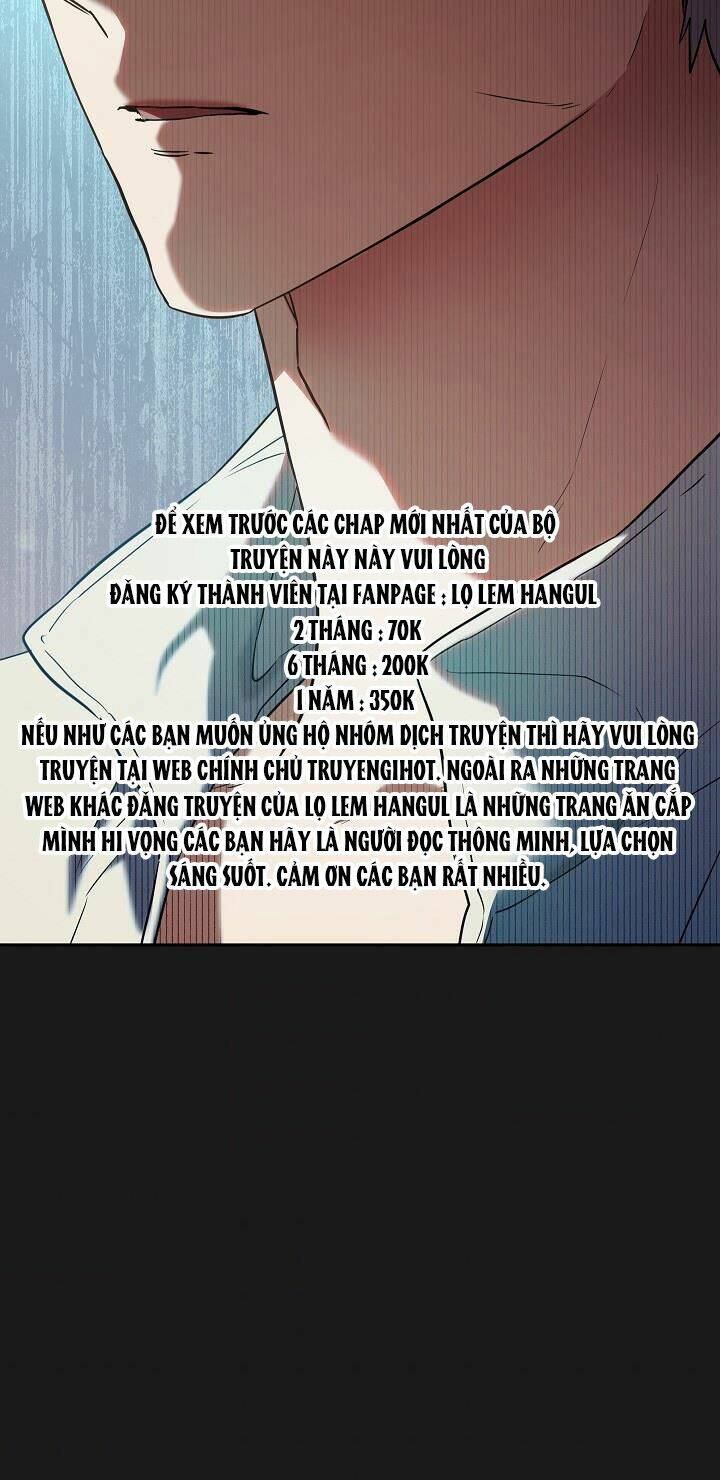 ĐỂ XEM TRƯỚC CÁC CHAP MỚI NHẤT CỦA BỘ
TRUYỆN NÀY NÀY VUI LÒNG
ĐĂNG KÝ THÀNH VIÊN TẠI FANPAGE : LỌ LEM HANGUL
2 THÁNG : 70K
6 THÁNG : 200K
1 NĂM : 350K
NẾU NHƯ CÁC BẠN MUỐN ỦNG HỘ NHÓM DỊCH TRUYỆN THÌ HÃY VUI LÒNG
TRUYỆN TẠI WEB CHÍNH CHỦ TRUYENGIHOT. NGOÀI RA NHỮNG TRANG
WEB KHÁC ĐĂNG TRUYỆN CỦA LỌ LEM HANGUL LÀ NHỮNG TRANG ĂN CẮP
MÌNH HI VỌNG CÁC BẠN HÃY LÀ NGƯỜI ĐỌC THÔNG MINH, LỰA CHỌN
SÁNG SUỐT. CẢM ƠN CÁC BẠN RẤT NHIỀU.